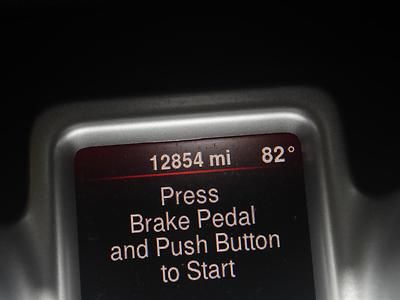 12854 mi 82°
Press
Brake Pedal
and Push Button
to Start